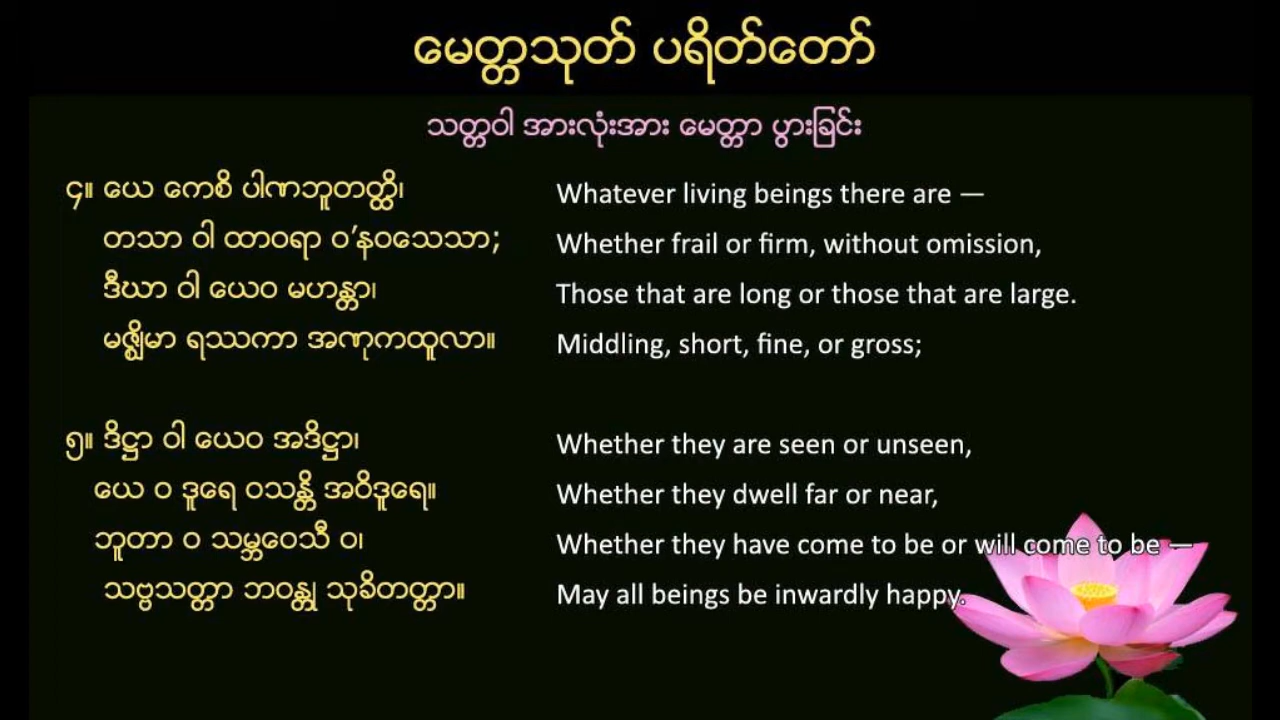 မေတ္တသုတ် ပရိတ်တော်
သတ္တဝါ အားလုံးအား မေတ္တာ ပွားခြင်း
၄။ ယေ ကေစိ ပါဏဘူတတ္ထိ၊
တသာ ဝါ ထာဝရာ ဝ’နဝသေသာ;
ဒီဃာ ဝါ ယေဝ မဟန္တာ၊
မဇ္ဈိမာ ရဿကာ အဏုကထူလာ။
Whatever living beings there are —
Whether frail or firm, without omission,
Those that are long or those that are large.
Middling, short, fine, or gross;
၅။ ဒိဋ္ဌာ ဝါ ယေဝ အဒိဋ္ဌာ၊
ယေ ဝ ဒူရေ ဝသန္တိ အဝိဒူရေ။
ဘူတာ ဝ သမ္ဘဝေသီ ဝ၊
သဗ္ဗသတ္တာ ဘဝန္တု သုခိတတ္တာ။
Whether they are seen or unseen,
Whether they dwell far or near,
Whether they have come to be or will come to be —
May all beings be inwardly happy.